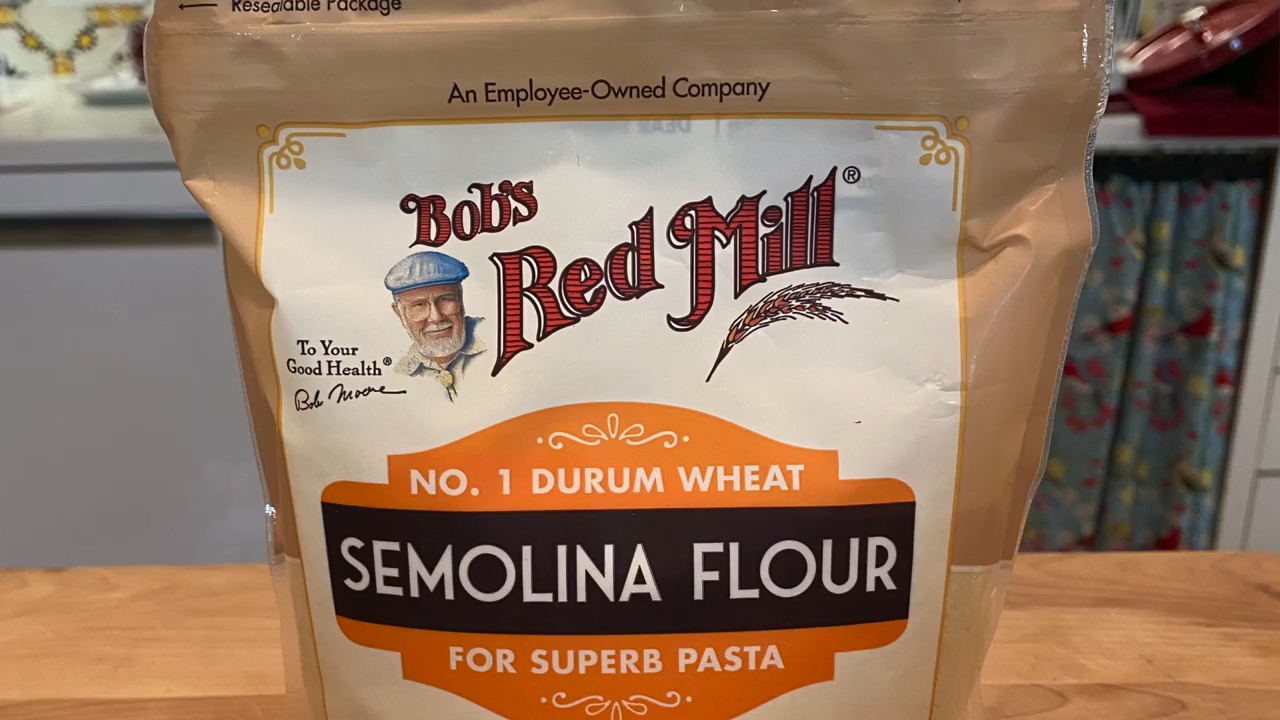 Resealable Package
An Employee-Owned Company
Bob's
Red Mill®
To Your
Good Health®
Bob Moore
NO. 1 DURUM WHEAT
SEMOLINA FLOUR
FOR SUPERB PASTA